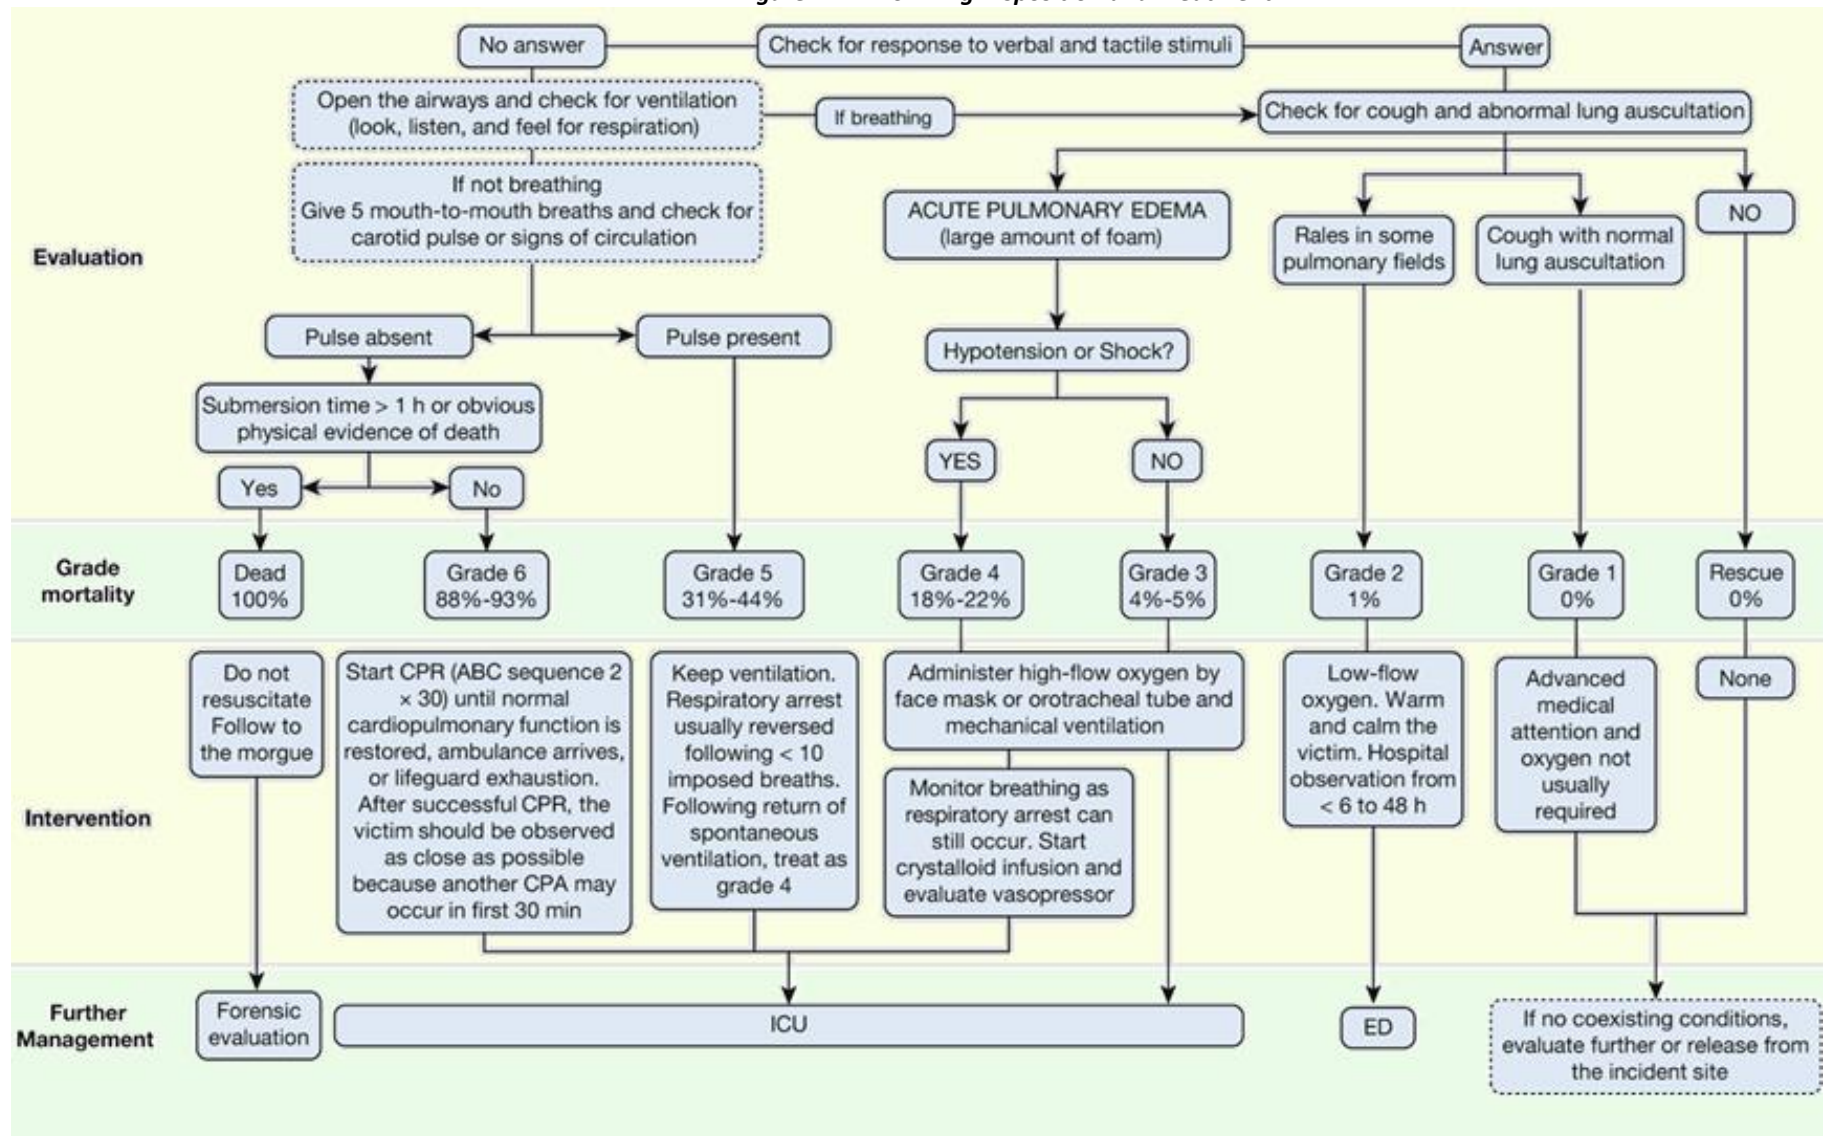 No answer
Check for response to verbal and tactile stimuli
Answer
Open the airways and check for ventilation
(look, listen, and feel for respiration)
If breathing
Check for cough and abnormal lung auscultation
If not breathing
Give 5 mouth-to-mouth breaths and check for
carotid pulse or signs of circulation
ACUTE PULMONARY EDEMA
(large amount of foam)
Rales in some
pulmonary fields
Cough with normal
lung auscultation
NO
Evaluation
Pulse absent
Pulse present
Hypotension or Shock?
Submersion time > 1 h or obvious
physical evidence of death
YES
NO
Yes
No
Grade
mortality
Dead
100%
Grade 6
88%-93%
Grade 5
31%-44%
Grade 4
18%-22%
Grade 3
4%-5%
Grade 2
1%
Grade 1
0%
Rescue
0%
Intervention
Do not
resuscitate
Follow to
the morgue
Start CPR (ABC sequence 2
× 30) until normal
cardiopulmonary function is
restored, ambulance arrives,
or lifeguard exhaustion.
After successful CPR, the
victim should be observed
as close as possible
because another CPA may
occur in first 30 min
Keep ventilation.
Respiratory arrest
usually reversed
following < 10
imposed breaths.
Following return of
spontaneous
ventilation, treat as
grade 4
Administer high-flow oxygen by
face mask or orotracheal tube and
mechanical ventilation
Monitor breathing as
respiratory arrest can
still occur. Start
crystalloid infusion and
evaluate vasopressor
Low-flow
oxygen. Warm
and calm the
victim. Hospital
observation from
< 6 to 48 h
Advanced
medical
attention and
oxygen not
usually
required
None
Further
Management
Forensic
evaluation
ICU
ED
If no coexisting conditions,
evaluate further or release from
the incident site